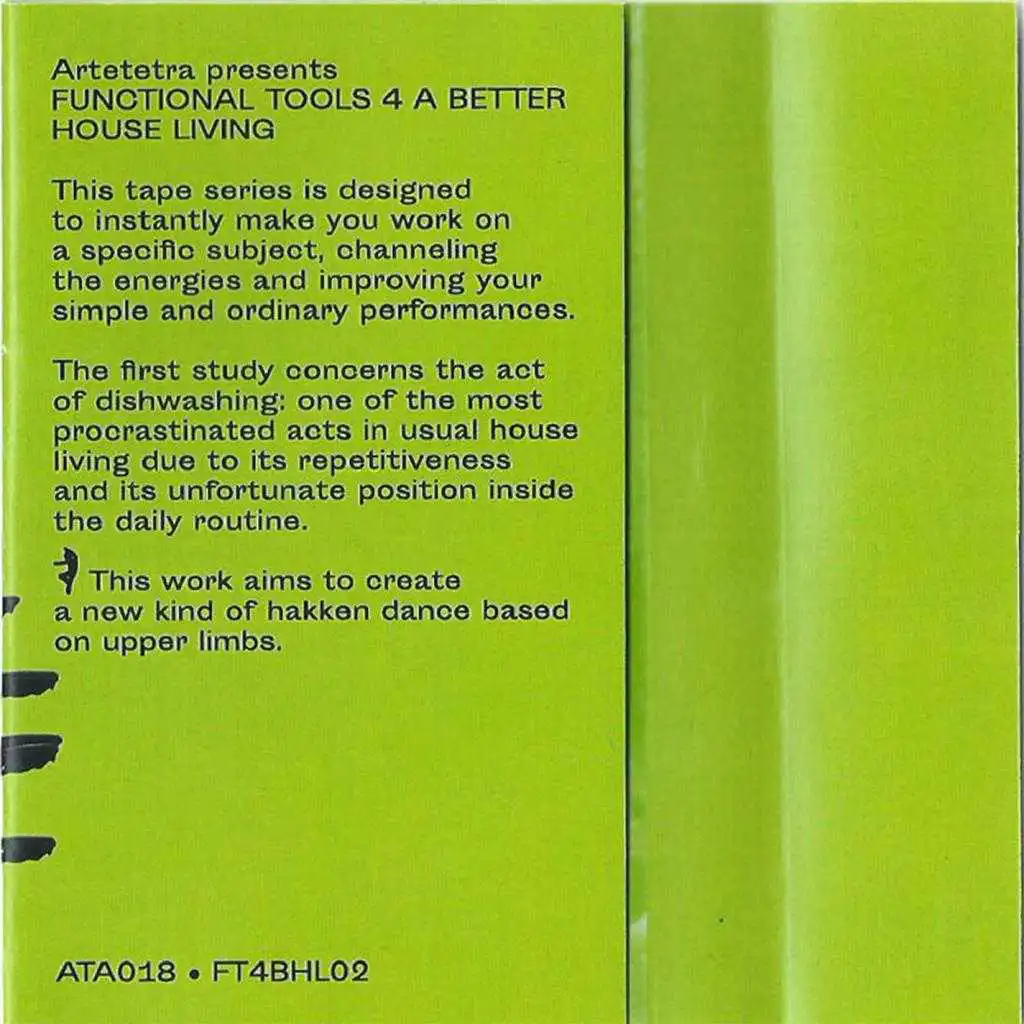 Artetetra presents
FUNCTIONAL TOOLS 4 A BETTER
HOUSE LIVING
This tape series is designed
to instantly make you work on
a specific subject, channeling
the energies and improving your
simple and ordinary performances.
The first study concerns the act
of dishwashing: one of the most
procrastinated acts in usual house
living due to its repetitiveness
and its unfortunate position inside
the daily routine.
This work aims to create
a new kind of hakken dance based
on upper limbs.
ATA018 • FT4BHL02